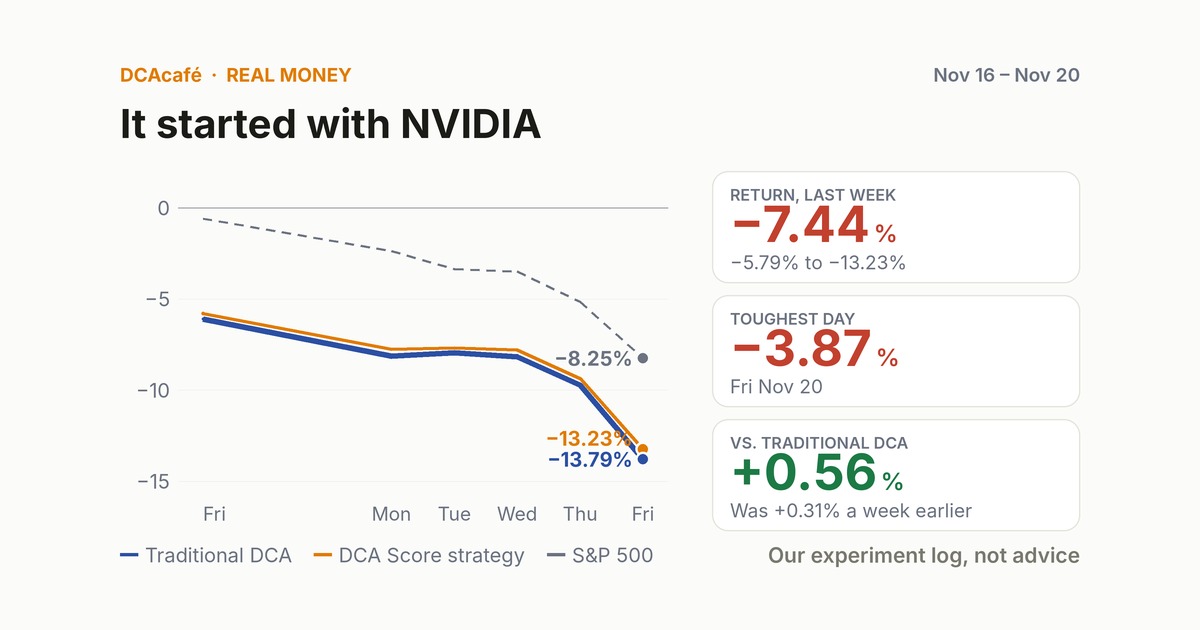 DCAcafé · REAL MONEY
Nov 16 – Nov 20
It started with NVIDIA
0
−5
−10
−15
−8.25%
−13.23%
−13.79%
Fri Mon Tue Wed Thu Fri
Traditional DCA DCA Score strategy S&P 500
RETURN, LAST WEEK
−7.44 %
−5.79% to −13.23%
TOUGHEST DAY
−3.87 %
Fri Nov 20
VS. TRADITIONAL DCA
+0.56 %
Was +0.31% a week earlier
Our experiment log, not advice